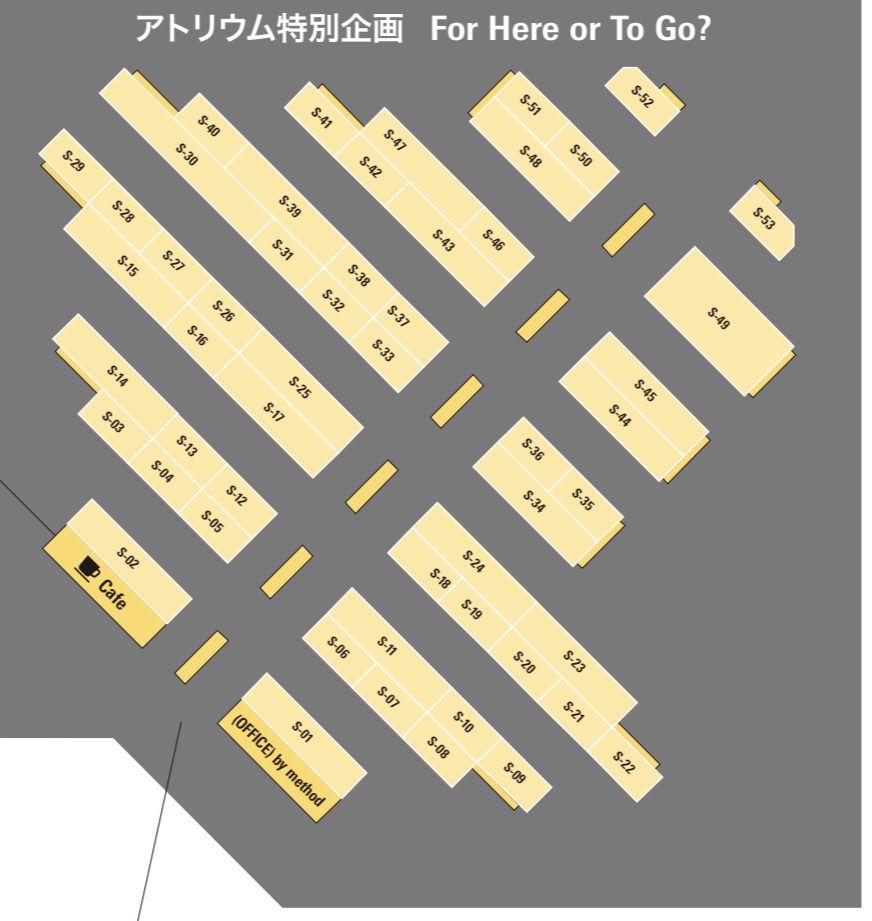 アトリウム特別企画 For Here or To Go?
S-52
S-51
S-41
S-40
S-47
S-50
S-48
S-30
S-29
S-42
S-39
S-28
S-53
S-46
S-43
S-31
S-27
S-15
S-38
S-32
S-26
S-37
S-49
S-16
S-33
S-14
S-25
S-45
S-17
S-44
S-03
S-13
S-36
S-04
S-12
S-35
S-34
S-05
S-02
Cafe
S-24
S-18
S-19
S-11
S-06
S-23
S-20
S-07
S-21
S-10
S-01
S-08
(OFFICE) by method
S-22
S-09